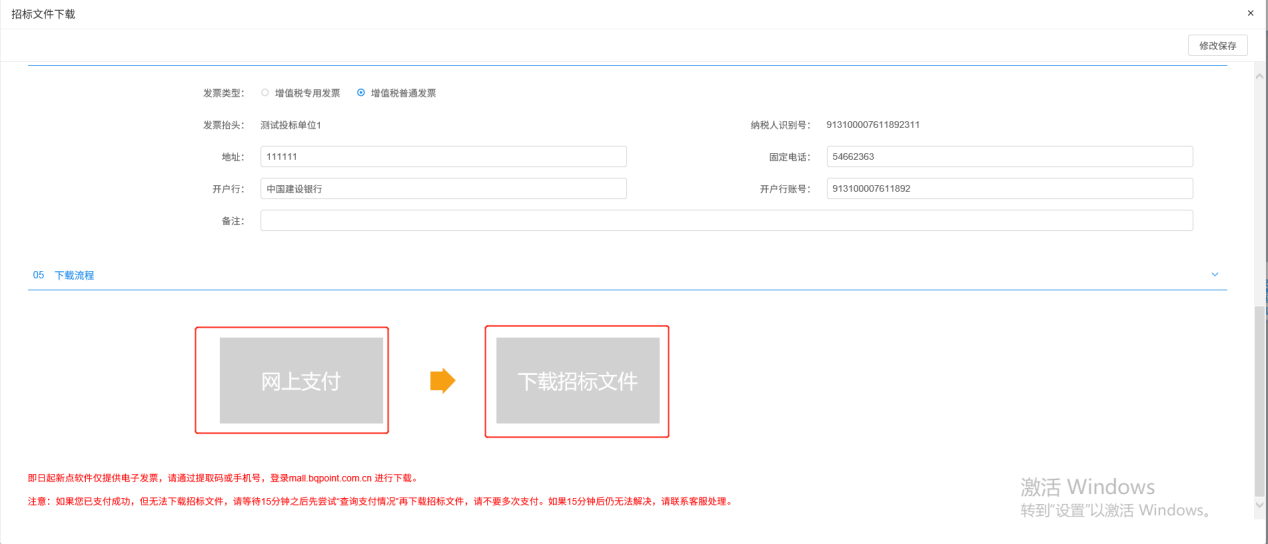 招标文件下载 ×
修改保存
发票类型： 增值税专用发票 增值税普通发票
发票抬头： 测试投标单位1 纳税人识别号： 913100007611892311
地址： 111111 固定电话： 54662363
开户行： 中国建设银行 开户行账号： 913100007611892
备注：
05 下载流程
网上支付 下载招标文件
即日起新点软件仅提供电子发票，请通过提取码或手机号，登录mall.bqpoint.com.cn 进行下载。
注意：如果您已支付成功，但无法下载招标文件，请等待15分钟之后先尝试“查询支付情况”再下载招标文件，请不要多次支付。如果15分钟后仍无法解决，请联系客服处理。
激活 Windows
转到"设置"以激活 Windows。